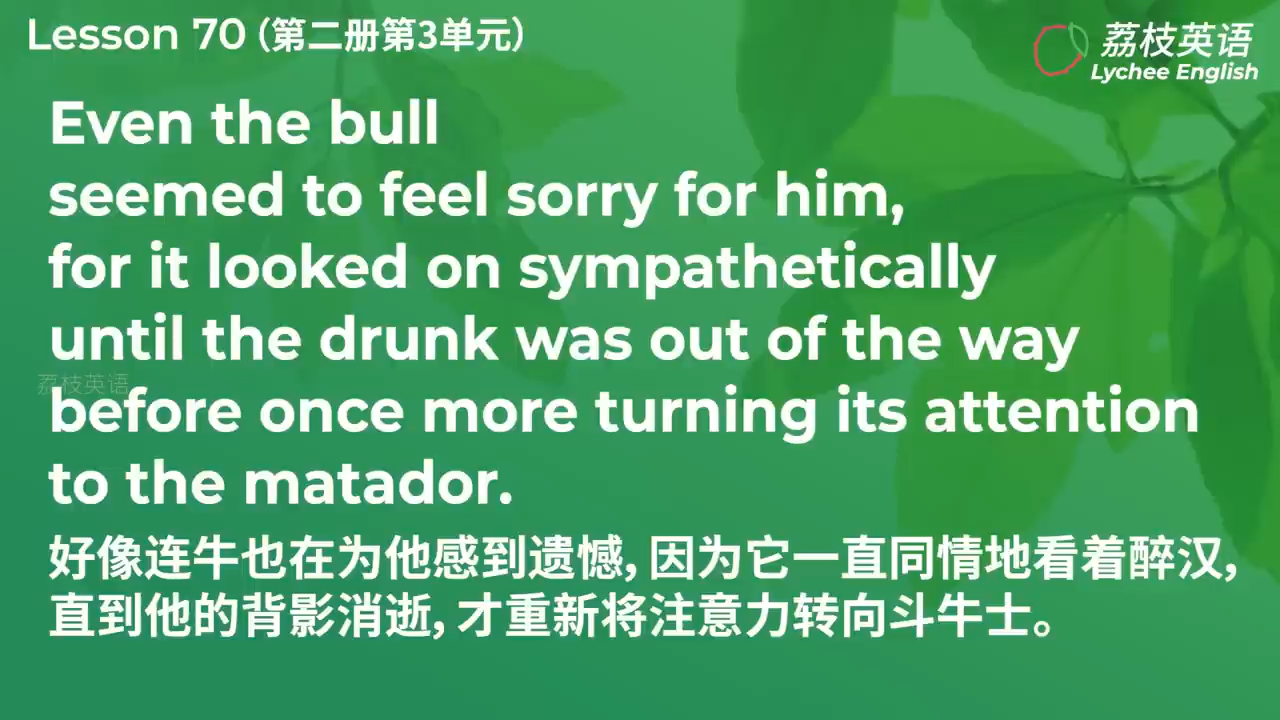 Lesson 70（第二册第3单元）
荔枝英语
Lychee English
Even the bull
seemed to feel sorry for him,
for it looked on sympathetically
until the drunk was out of the way
荔枝英语
before once more turning its attention
to the matador.
好像连牛也在为他感到遗憾，因为它一直同情地看着醉汉，
直到他的背影消逝，才重新将注意力转向斗牛士。